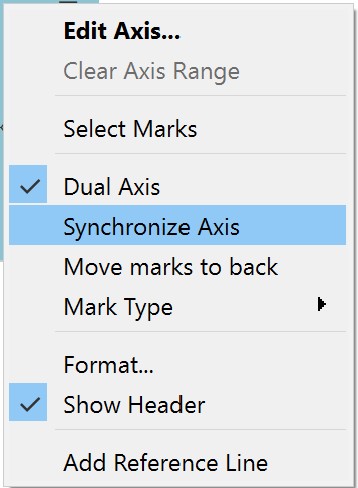 Edit Axis...
Clear Axis Range
Select Marks
Dual Axis
Synchronize Axis
Move marks to back
Mark Type
Format...
Show Header
Add Reference Line